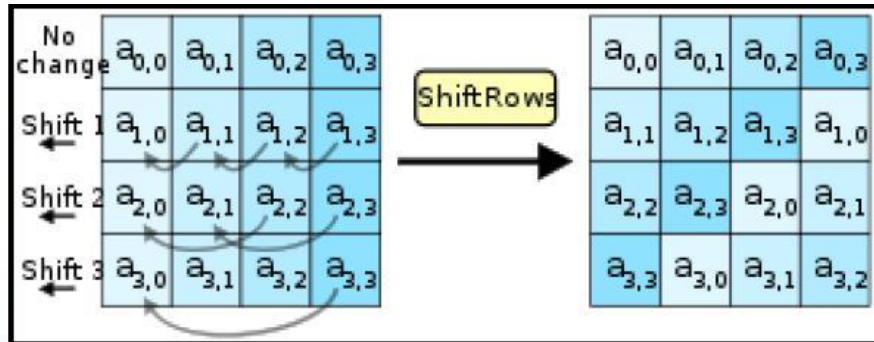 No change a0,0 a0,1 a0,2 a0,3 a0,0 a0,1 a0,2 a0,3
ShiftRows
Shift 1 a1,0 a1,1 a1,2 a1,3 a1,1 a1,2 a1,3 a1,0
Shift 2 a2,0 a2,1 a2,2 a2,3 a2,2 a2,3 a2,0 a2,1
Shift 3 a3,0 a3,1 a3,2 a3,3 a3,3 a3,0 a3,1 a3,2